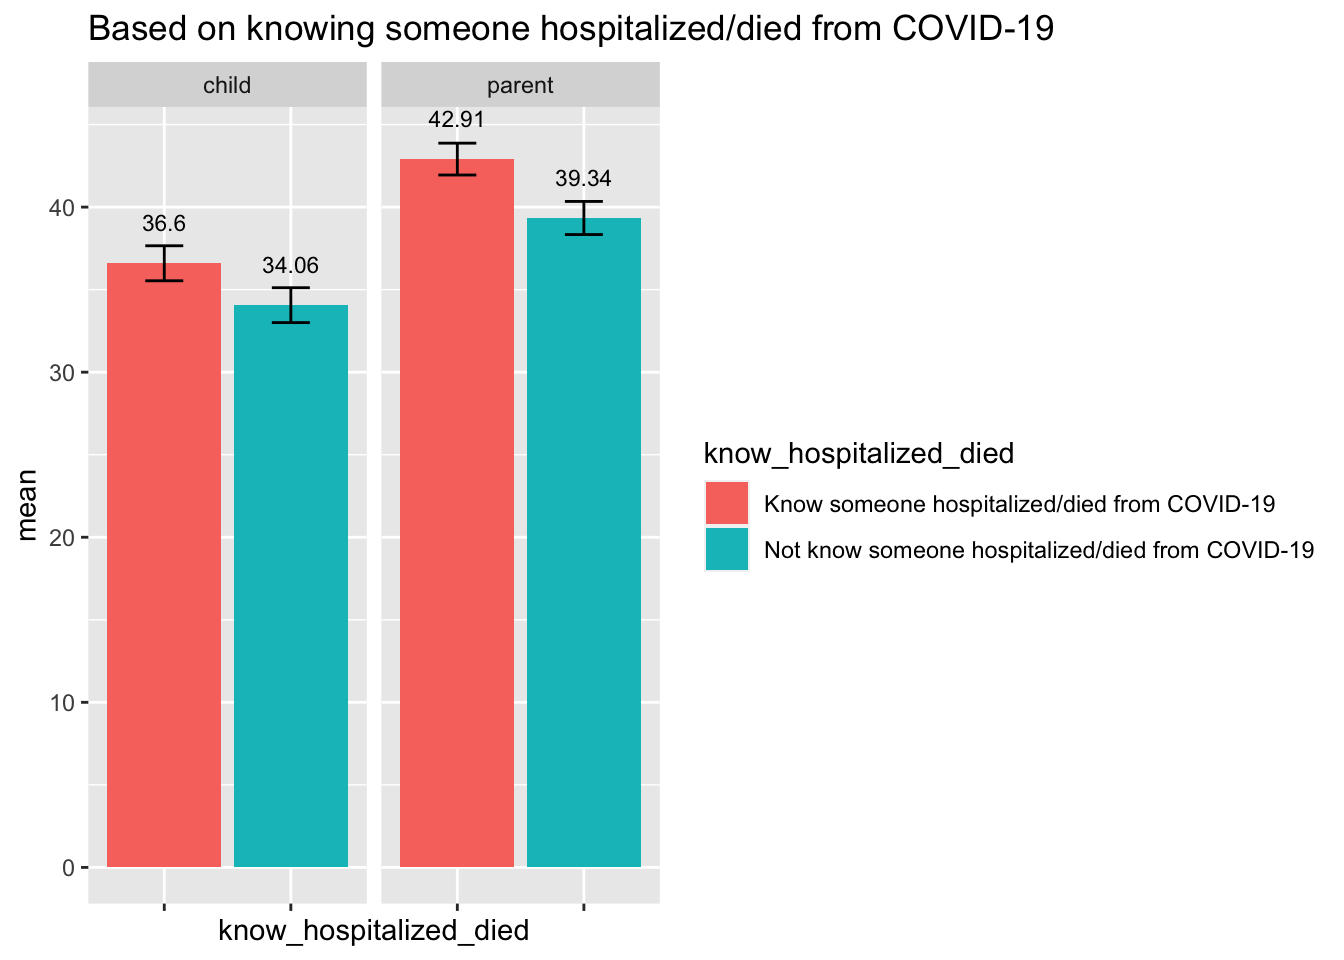 Based on knowing someone hospitalized/died from COVID-19
child
parent
42.91
39.34
36.6
34.06
40
30
20
10
0
mean
know_hospitalized_died
know_hospitalized_died
Know someone hospitalized/died from COVID-19
Not know someone hospitalized/died from COVID-19